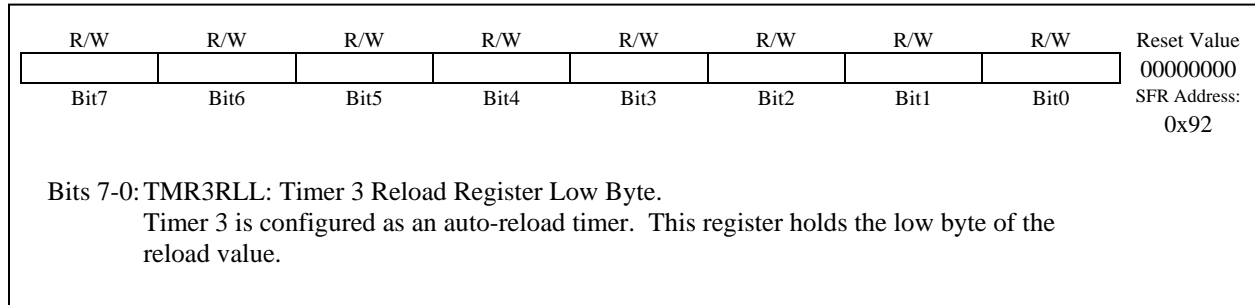 R/W R/W R/W R/W R/W R/W R/W R/W Reset Value
00000000
Bit7 Bit6 Bit5 Bit4 Bit3 Bit2 Bit1 Bit0 SFR Address:
0x92
Bits 7-0: TMR3RLL: Timer 3 Reload Register Low Byte.
Timer 3 is configured as an auto-reload timer.  This register holds the low byte of the
reload value.